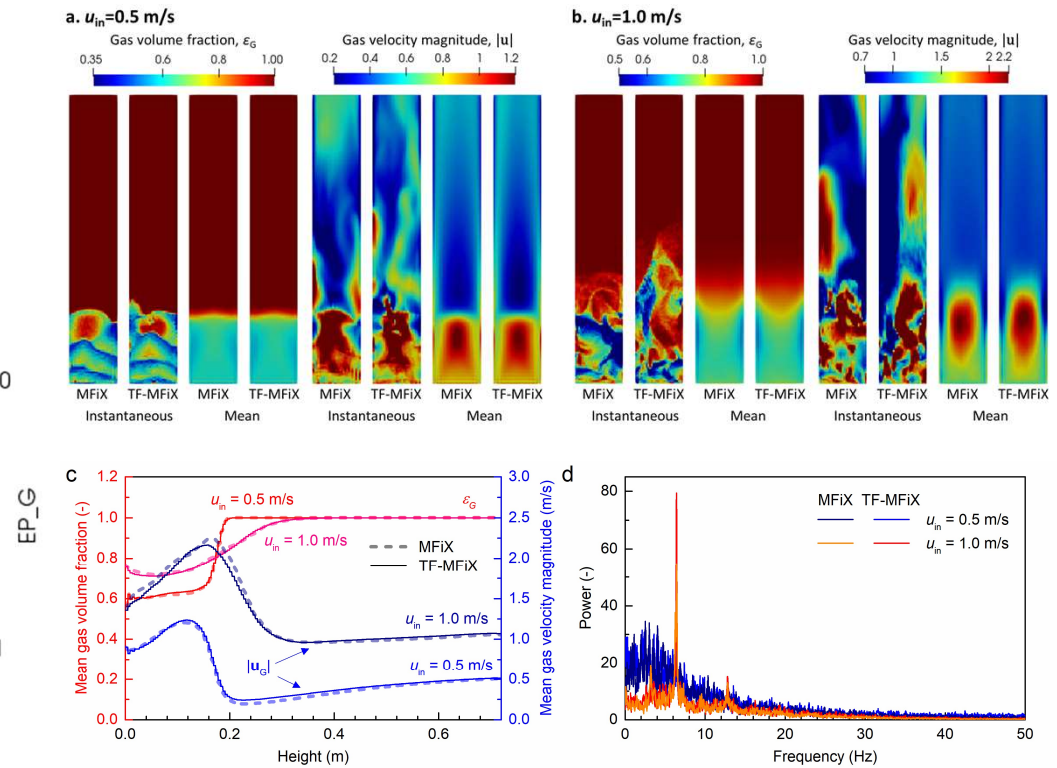 a. uin=0.5 m/s
Gas volume fraction, εG
0.35 0.6 0.8 1.00
Gas velocity magnitude, |u|
0.2 0.4 0.6 0.8 1 1.2
MFiX TF-MFiX MFiX TF-MFiX MFiX TF-MFiX MFiX TF-MFiX
Instantaneous Mean Instantaneous Mean
b. uin=1.0 m/s
Gas volume fraction, εG
0.5 0.6 0.8 1.0
Gas velocity magnitude, |u|
0.7 1 1.5 2 2.2
MFiX TF-MFiX MFiX TF-MFiX MFiX TF-MFiX MFiX TF-MFiX
Instantaneous Mean Instantaneous Mean
0
EP_G
c
Mean gas volume fraction (-)
1.2
1.0
0.8
0.6
0.4
0.2
0.0
uin = 0.5 m/s
εG
uin = 1.0 m/s
MFiX
TF-MFiX
uin = 1.0 m/s
|uG|
uin = 0.5 m/s
3.0
2.5
2.0
1.5
1.0
0.5
0.0
Mean gas velocity magnitude (m/s)
0.0 0.2 0.4 0.6
Height (m)
d
Power (-)
80
60
40
20
0
MFiX TF-MFiX
uin = 0.5 m/s
uin = 1.0 m/s
0 10 20 30 40 50
Frequency (Hz)